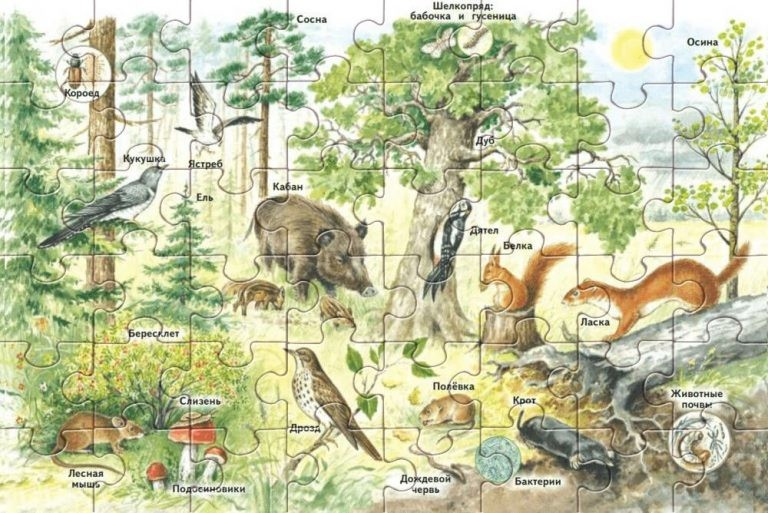 Шелкопряд:
бабочка и гусеница
Сосна
Осина
Короед
Дуб
Кукушка
Ястреб
Ель
Кабан
Дятел
Белка
Ласка
Бересклет
Полёвка
Крот
Животные
почвы
Слизень
Дрозд
Лесная
мышь
Подосиновики
Дождевой
червь
Бактерии